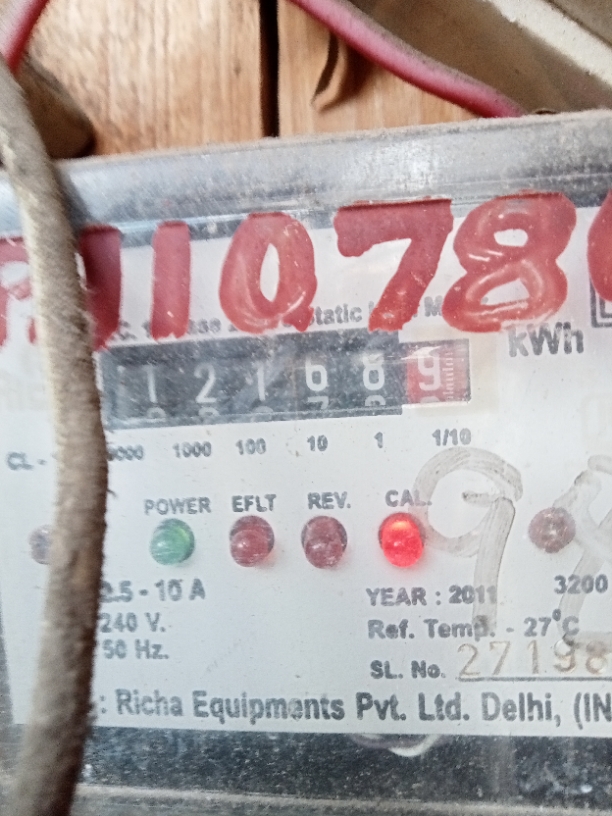 10780
Static
kWh
1 2 1 6 8 9
1000 100 10 1 1/10
POWER EFLT REV. CAL.
2.5 - 10 A
240 V.
50 Hz.
YEAR : 2011 3200
Ref. Temp. - 27°C
SL. No. 27198
: Richa Equipments Pvt. Ltd. Delhi, (IN